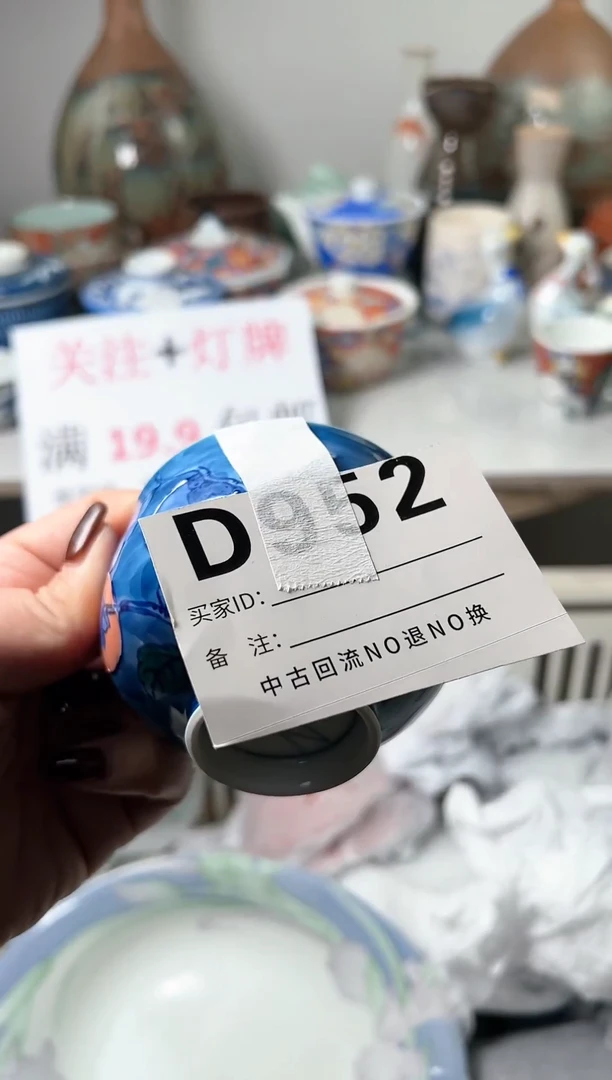 关注+灯牌
满 19.9 包邮
D952
买家ID:
备 注:
中古回流NO退NO换